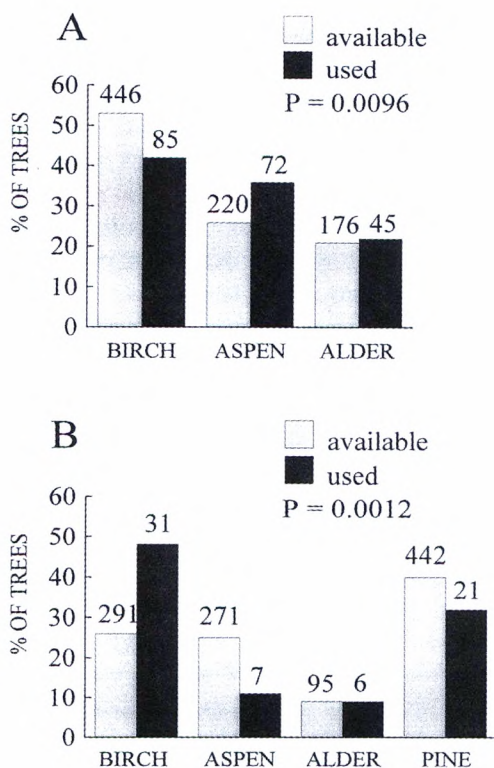 A
available
used
P = 0.0096
% OF TREES
60
50
40
30
20
10
0
446 85
220 72
176 45
BIRCH ASPEN ALDER
B
available
used
P = 0.0012
% OF TREES
60
50
40
30
20
10
0
291 31
271 7
95 6
442 21
BIRCH ASPEN ALDER PINE